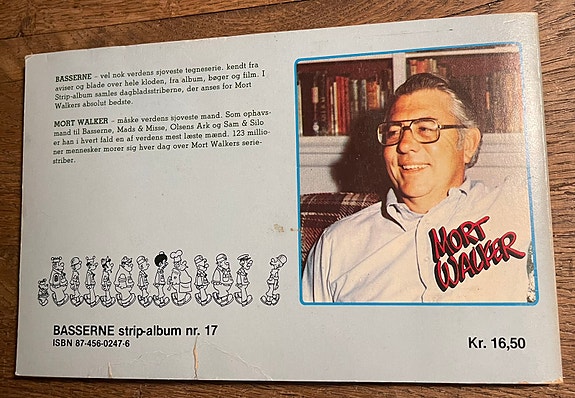 BASSERNE – vel nok verdens sjoveste tegneserie. kendt fra
aviser og blade over hele kloden, fra album, bøger og film. I
Strip-album samles dagbladsstriberne, der anses for Mort
Walkers absolut bedste.
MORT WALKER – måske verdens sjoveste mand. Som ophavs-
mand til Basserne, Mads & Misse, Olsens Ark og Sam & Silo
er han i hvert fald en af verdens mest læste mænd. 123 millio-
ner mennesker morer sig hver dag over Mort Walkers serie-
striber.
MORT
WALKER
BASSERNE strip-album nr. 17
ISBN 87-456-0247-6
Kr. 16,50